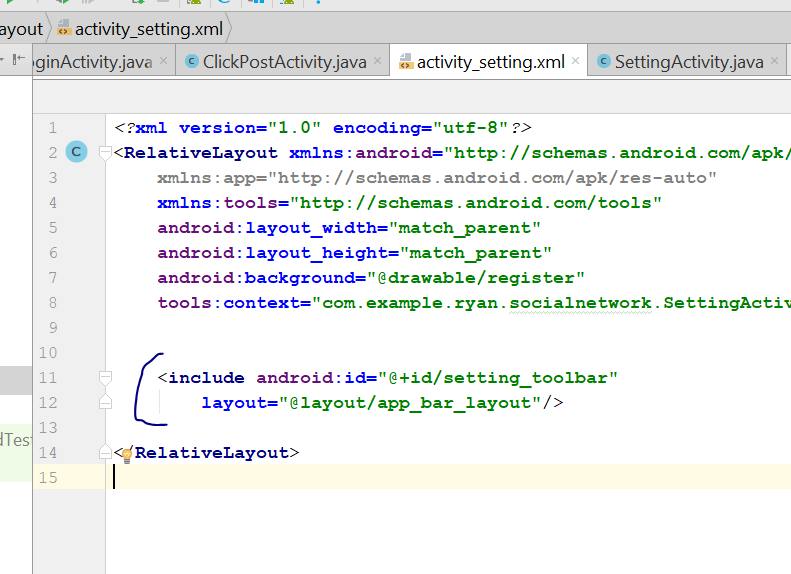 ayout activity_setting.xml
ginActivity.java × C ClickPostActivity.java × activity_setting.xml × C SettingActivity.java ×
1 <?xml version="1.0" encoding="utf-8"?>
2 C <RelativeLayout xmlns:android="http://schemas.android.com/apk/
3 xmlns:app="http://schemas.android.com/apk/res-auto"
4 xmlns:tools="http://schemas.android.com/tools"
5 android:layout_width="match_parent"
6 android:layout_height="match_parent"
7 android:background="@drawable/register"
8 tools:context="com.example.ryan.socialnetwork.SettingActiv
9
10
11 <include android:id="@+id/setting_toolbar"
12 layout="@layout/app_bar_layout"/>
13
dTest
14 </RelativeLayout>
15